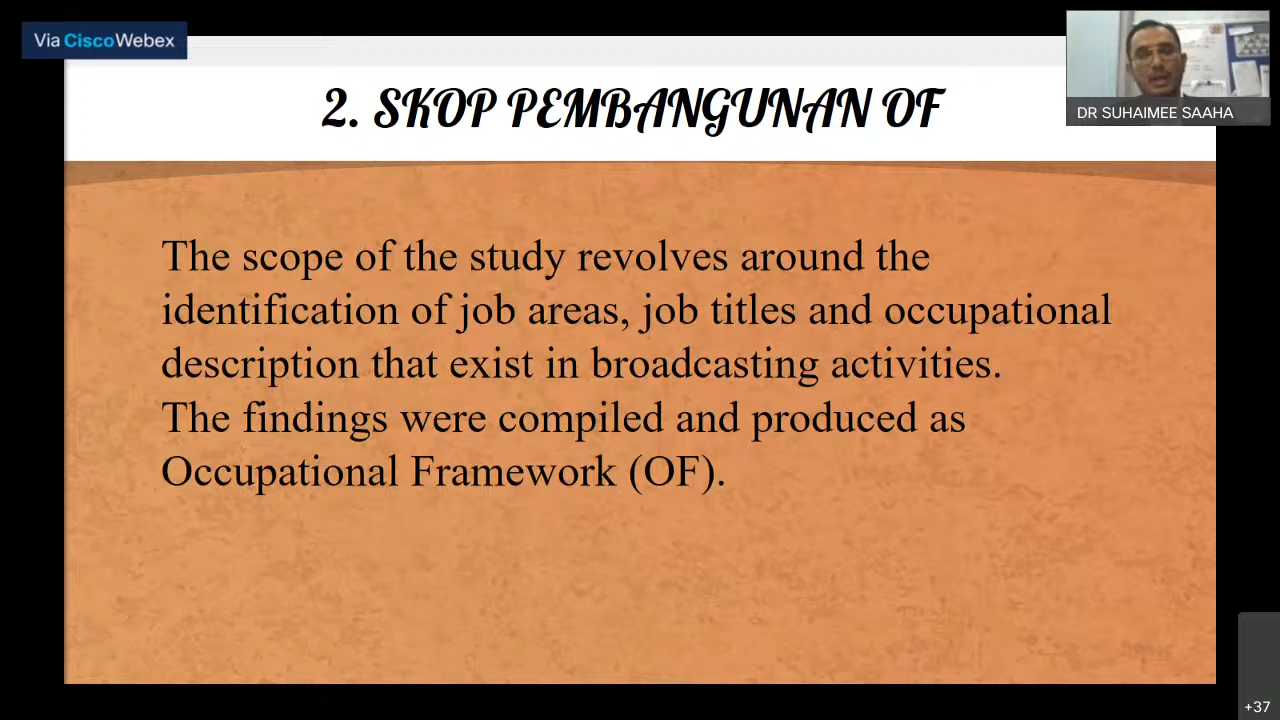 Via Cisco Webex
DR SUHAIMEE SAAHA
2. SKOP PEMBANGUNAN OF
The scope of the study revolves around the
identification of job areas, job titles and occupational
description that exist in broadcasting activities.
The findings were compiled and produced as
Occupational Framework (OF).
+37